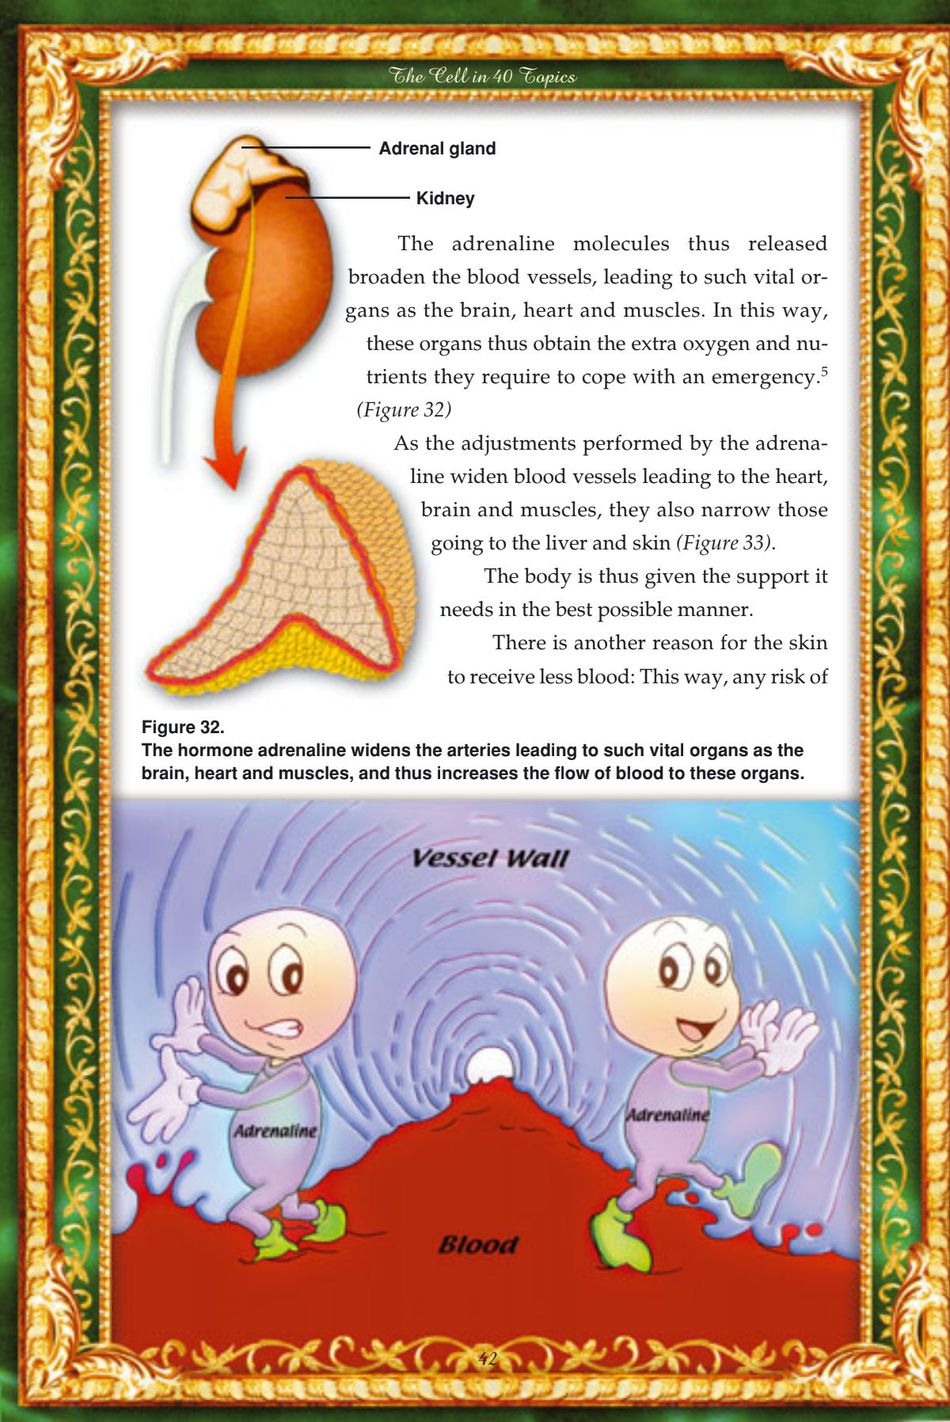 The Cell in 40 Topics
Adrenal gland
Kidney
The adrenaline molecules thus released
broaden the blood vessels, leading to such vital or-
gans as the brain, heart and muscles. In this way,
these organs thus obtain the extra oxygen and nu-
trients they require to cope with an emergency.5
(Figure 32)
As the adjustments performed by the adrena-
line widen blood vessels leading to the heart,
brain and muscles, they also narrow those
going to the liver and skin (Figure 33).
The body is thus given the support it
needs in the best possible manner.
There is another reason for the skin
to receive less blood: This way, any risk of
Figure 32.
The hormone adrenaline widens the arteries leading to such vital organs as the
brain, heart and muscles, and thus increases the flow of blood to these organs.
Vessel Wall
Adrenaline
Adrenaline
Blood
42